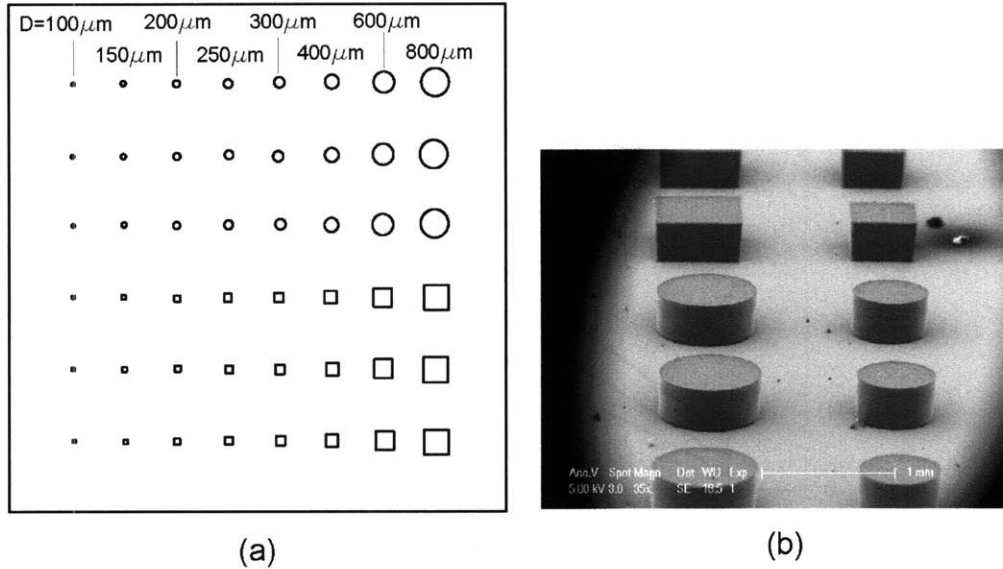 D=100μm 200μm 300μm 600μm
150μm 250μm 400μm 800μm
Acc.V Spot Magn Det WD Exp 1 mm
5.00 kV 3.0 35x SE 18.5 1
(a) (b)